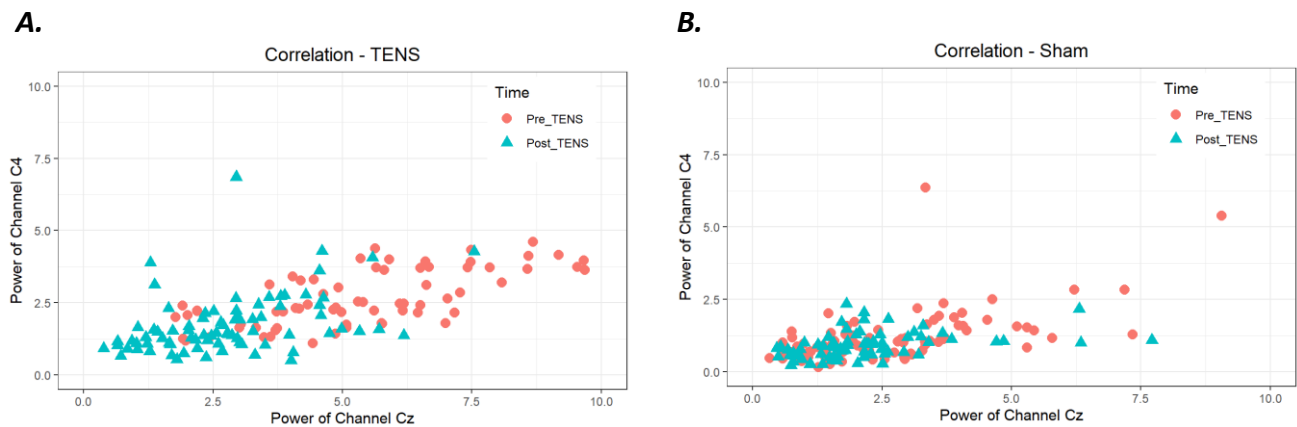 A.
Correlation - TENS
Time
Pre_TENS
Post_TENS
10.0
7.5
5.0
2.5
0.0
Power of Channel C4
0.0 2.5 5.0 7.5 10.0
Power of Channel Cz
B.
Correlation - Sham
Time
Pre_TENS
Post_TENS
10.0
7.5
5.0
2.5
0.0
Power of Channel C4
0.0 2.5 5.0 7.5 10.0
Power of Channel Cz